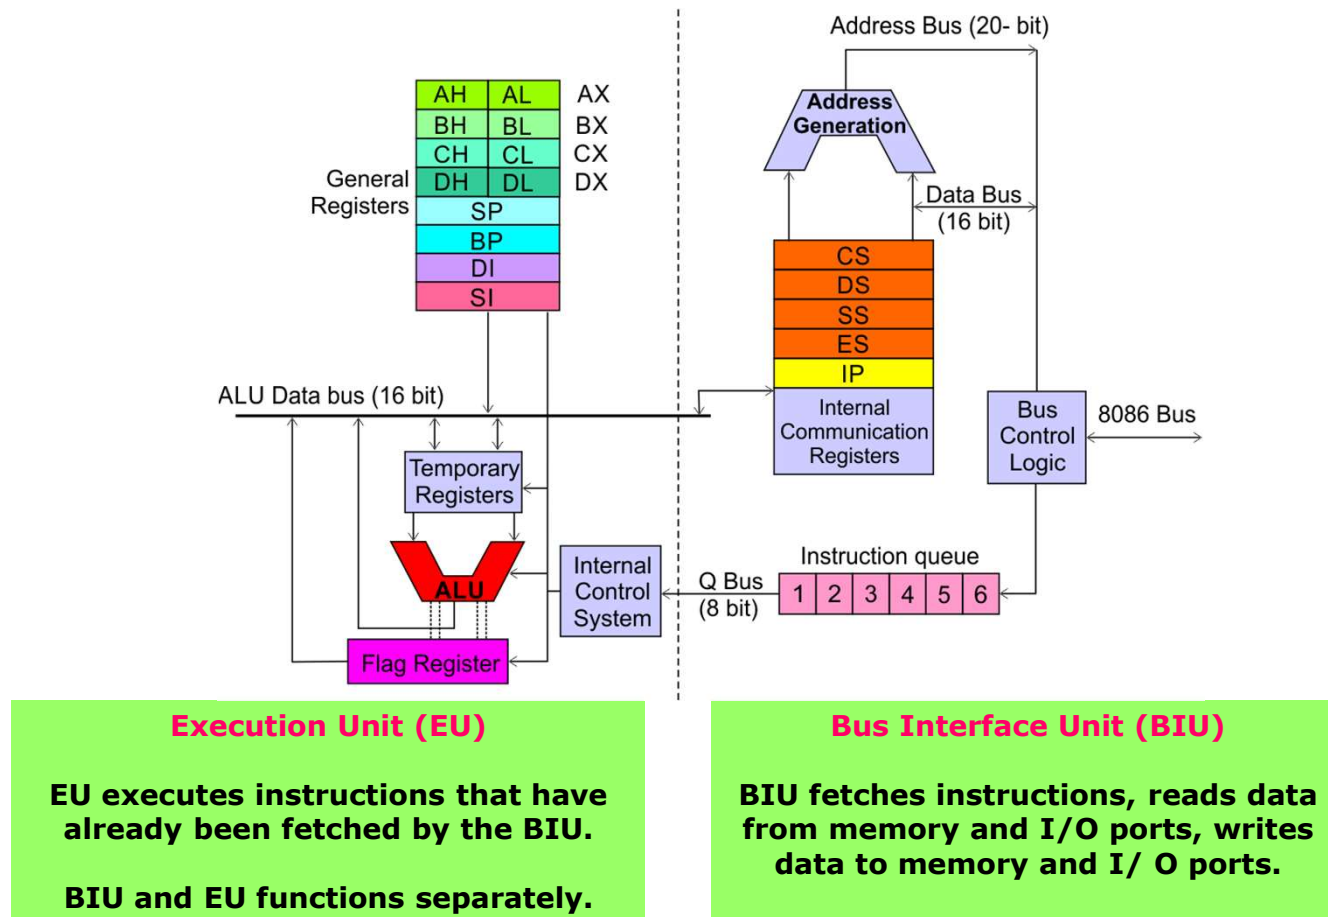 Address Bus (20- bit)
AH AL AX
BH BL BX
CH CL CX
DH DL DX
General
Registers
SP
BP
DI
SI
Address
Generation
Data Bus
(16 bit)
CS
DS
SS
ES
IP
Internal
Communication
Registers
ALU Data bus (16 bit)
Bus
Control
Logic
8086 Bus
Temporary
Registers
ALU
Internal
Control
System
Q Bus
(8 bit)
Instruction queue
1 2 3 4 5 6
Flag Register
Execution Unit (EU)
EU executes instructions that have
already been fetched by the BIU.
BIU and EU functions separately.
Bus Interface Unit (BIU)
BIU fetches instructions, reads data
from memory and I/O ports, writes
data to memory and I/ O ports.